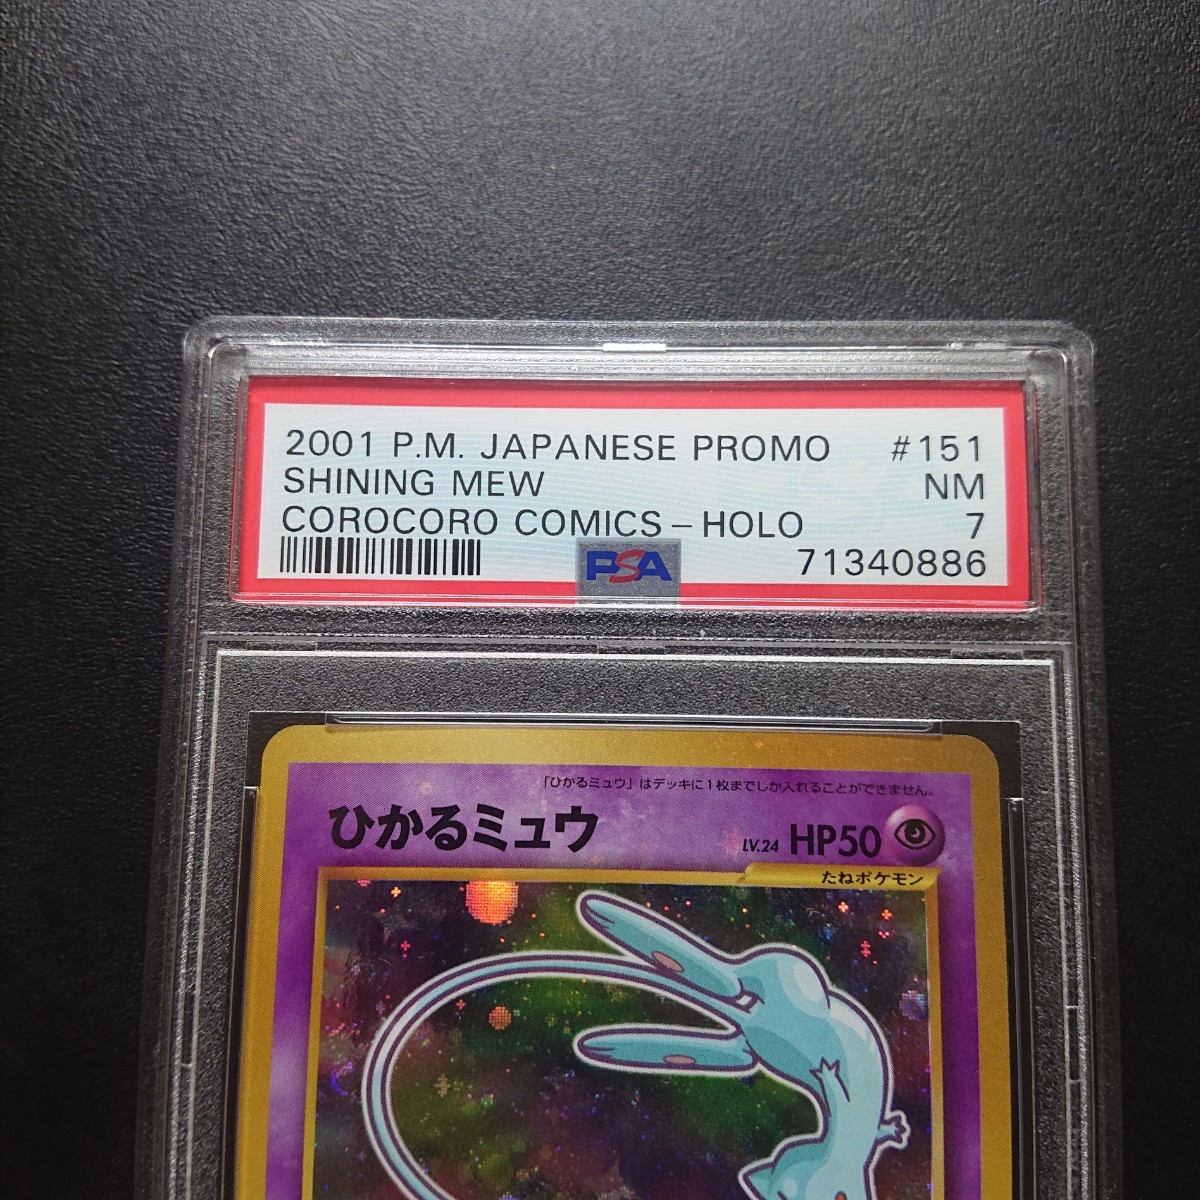 2001 P.M. JAPANESE PROMO #151
SHINING MEW NM
COROCORO COMICS - HOLO 7
PSA 71340886
「ひかるミュウ」はデッキに1枚までしか入れることができません。
ひかるミュウ LV.24 HP50
たねポケモン